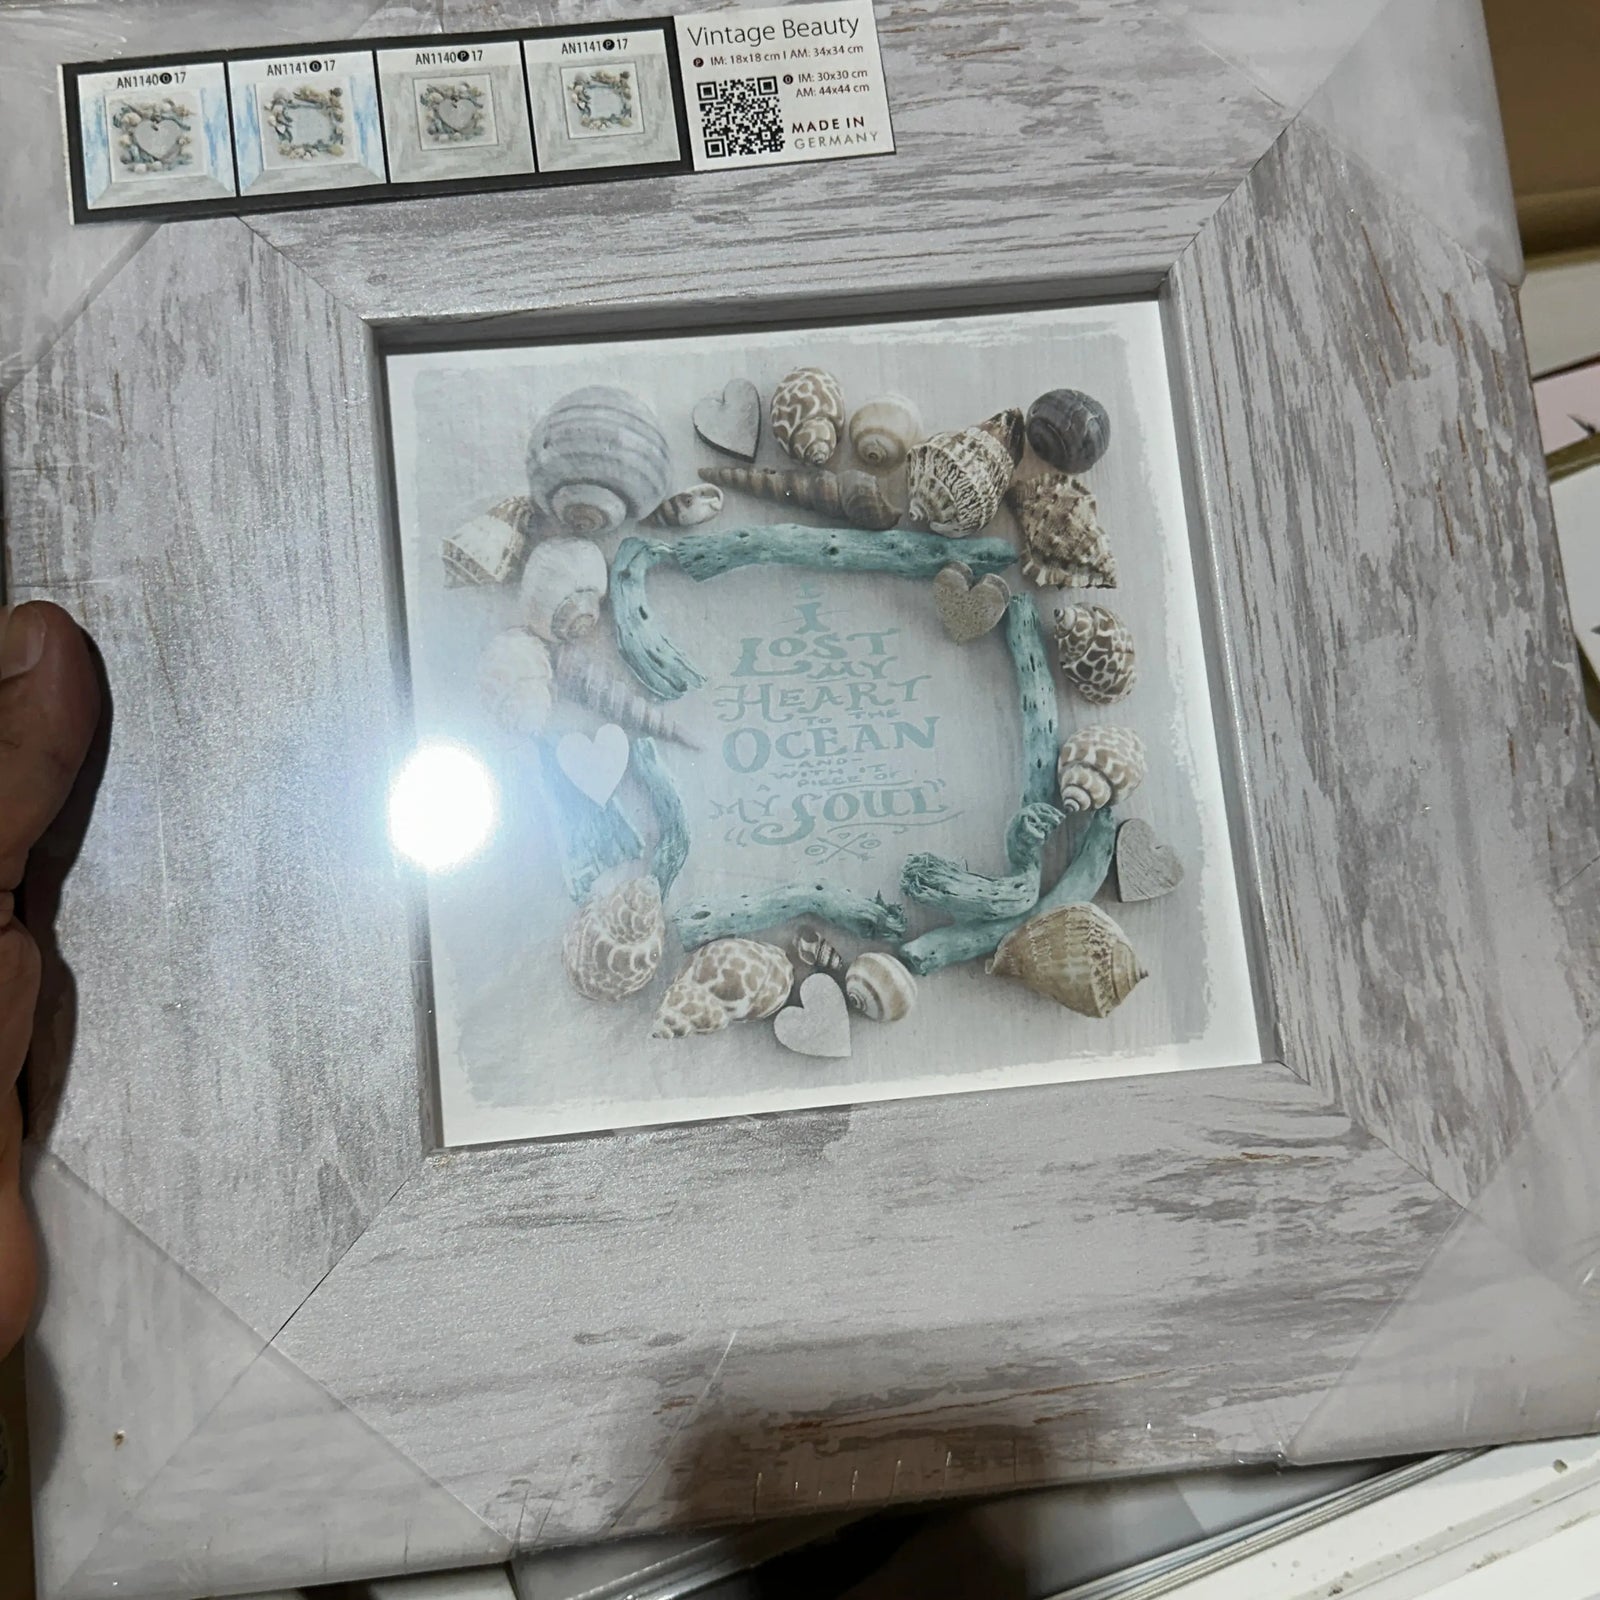 AN1140 O 17
AN1141 O 17
AN1140 P 17
AN1141 P 17
Vintage Beauty
P IM: 18x18 cm I AM: 34x34 cm
O IM: 30x30 cm
AM: 44x44 cm
MADE IN
GERMANY
I
LOST
MY
HEART
TO THE
OCEAN
-AND-
WITH IT
A PIECE OF
MY SOUL